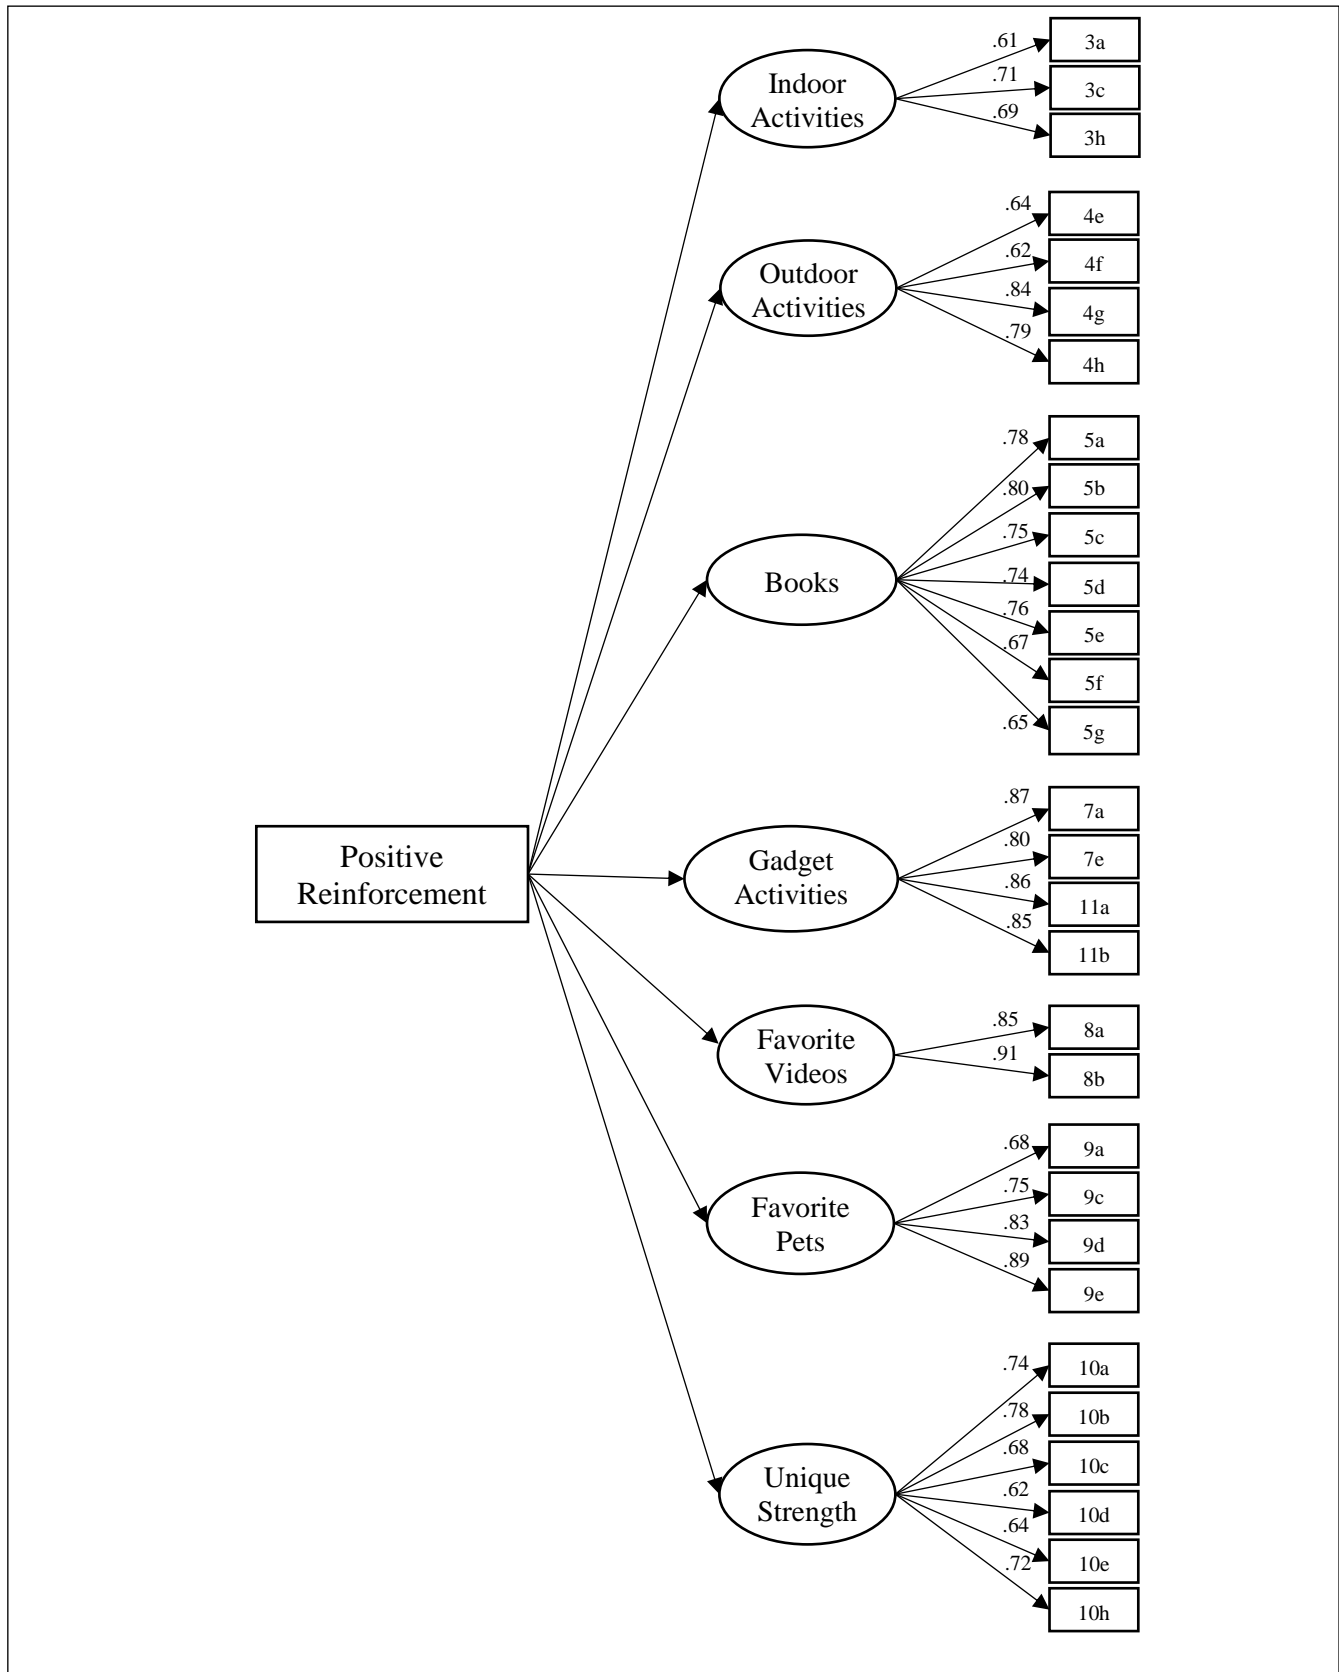 .61
3a
Indoor
Activities
.71
3c
.69
3h
.64
4e
Outdoor
Activities
.62
4f
.84
4g
.79
4h
.78
5a
.80
5b
.75
5c
Books
.74
5d
.76
5e
.67
5f
.65
5g
Positive
Reinforcement
.87
7a
Gadget
Activities
.80
7e
.86
11a
.85
11b
Favorite
Videos
.85
8a
.91
8b
.68
9a
Favorite
Pets
.75
9c
.83
9d
.89
9e
.74
10a
.78
10b
Unique
Strength
.68
10c
.62
10d
.64
10e
.72
10h